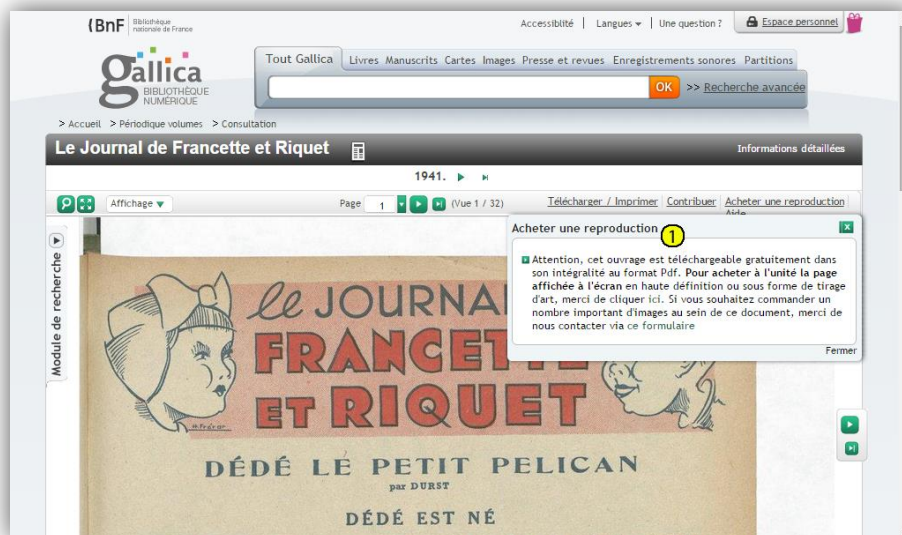 (BnF Bibliothèque
nationale de France
Accessiblité | Langues | Une question ? Espace personnel
gallica
BIBLIOTHÈQUE
NUMÉRIQUE
Tout Gallica Livres Manuscrits Cartes Images Presse et revues Enregistrements sonores Partitions
OK >> Recherche avancée
> Accueil > Périodique volumes > Consultation
Le Journal de Francette et Riquet Informations détaillées
1941.
Affichage Page 1 (Vue 1 / 32) Télécharger / Imprimer Contribuer Acheter une reproduction
Aide
Module de recherche
Acheter une reproduction 1 X
Attention, cet ouvrage est téléchargeable gratuitement dans
son intégralité au format Pdf. Pour acheter à l'unité la page
affichée à l'écran en haute définition ou sous forme de tirage
d'art, merci de cliquer ici. Si vous souhaitez commander un
nombre important d'images au sein de ce document, merci de
nous contacter via ce formulaire
Fermer
le JOURNA
FRANCETTE
ET RIQUET
DÉDÉ LE PETIT PELICAN
par DURST
DÉDÉ EST NÉ